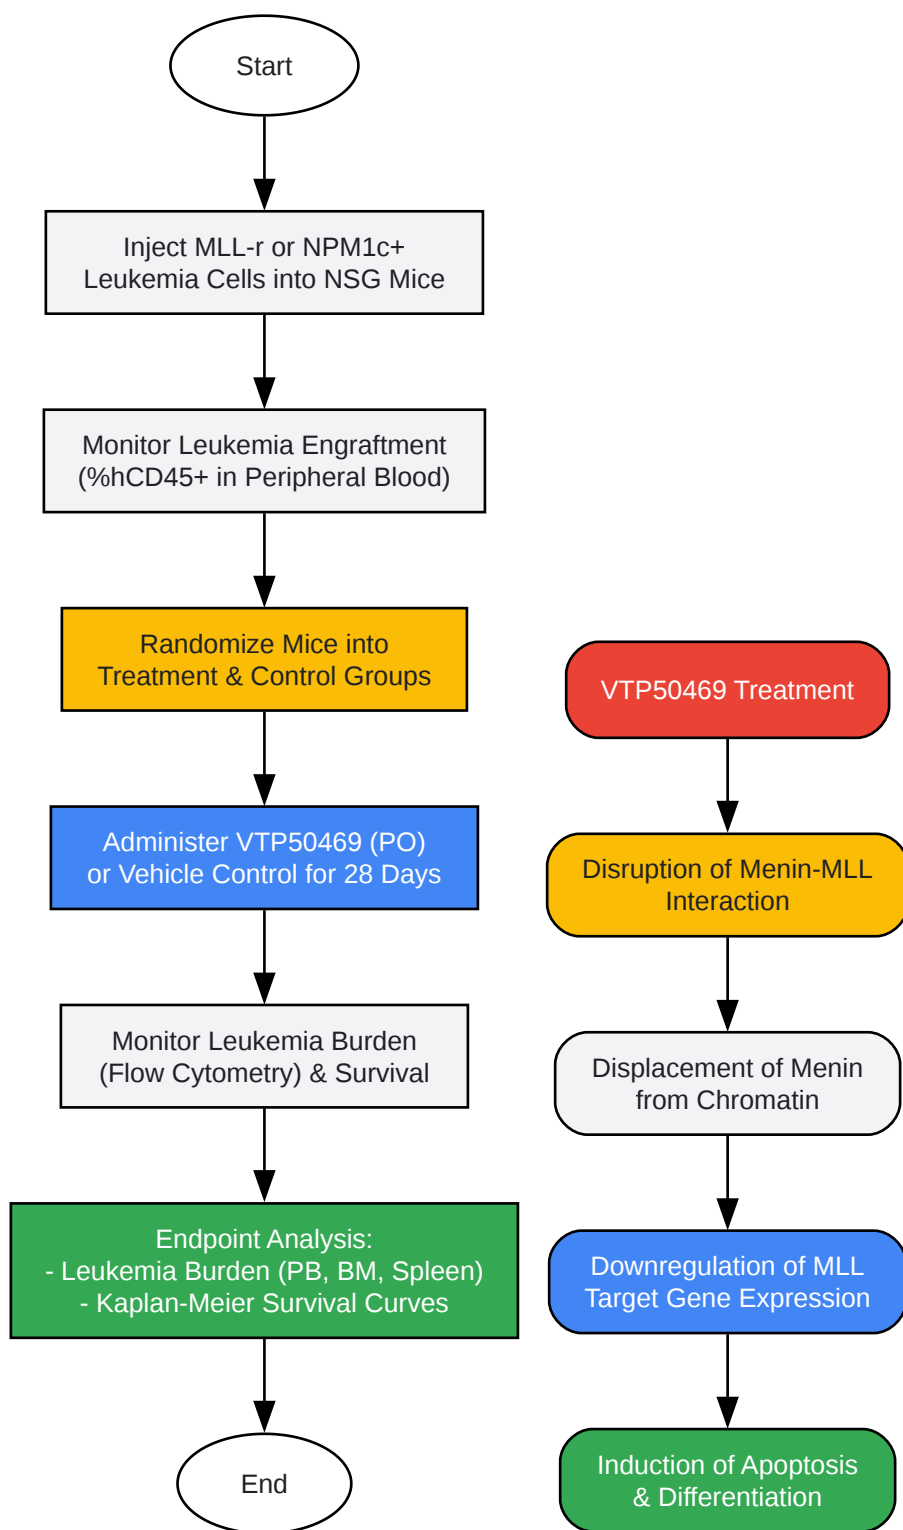 Start
Inject MLL-r or NPM1c+
Leukemia Cells into NSG Mice
Monitor Leukemia Engraftment
(%hCD45+ in Peripheral Blood)
Randomize Mice into
Treatment & Control Groups
Administer VTP50469 (PO)
or Vehicle Control for 28 Days
Monitor Leukemia Burden
(Flow Cytometry) & Survival
Endpoint Analysis:
- Leukemia Burden (PB, BM, Spleen)
- Kaplan-Meier Survival Curves
End
VTP50469 Treatment
Disruption of Menin-MLL
Interaction
Displacement of Menin
from Chromatin
Downregulation of MLL
Target Gene Expression
Induction of Apoptosis
& Differentiation